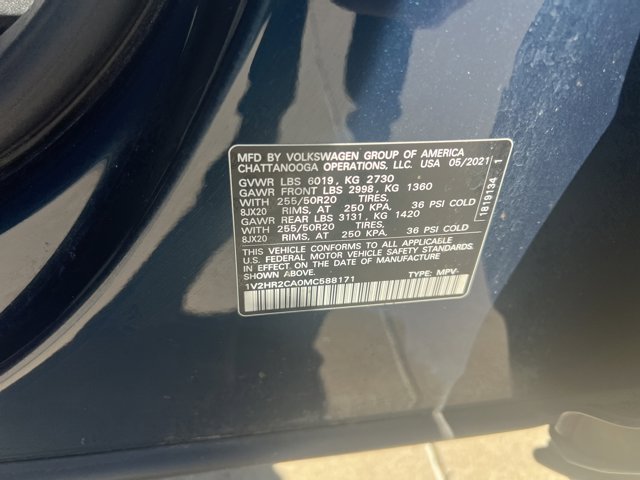 MFD BY VOLKSWAGEN GROUP OF AMERICA
CHATTANOOGA OPERATIONS, LLC. USA 05/2021
GVWR LBS 6019, KG 2730
GAWR FRONT LBS 2998, KG 1360
WITH 255/50R20 TIRES,
8JX20 RIMS, AT 250 KPA, 36 PSI COLD
GAWR REAR LBS 3131, KG 1420
WITH 255/50R20 TIRES,
8JX20 RIMS, AT 250 KPA, 36 PSI COLD
THIS VEHICLE CONFORMS TO ALL APPLICABLE
U.S. FEDERAL MOTOR VEHICLE SAFETY STANDARDS
IN EFFECT ON THE DATE OF MANUFACTURE
SHOWN ABOVE.
1V2HR2CA0MC588171 TYPE: MPV
1819134 1